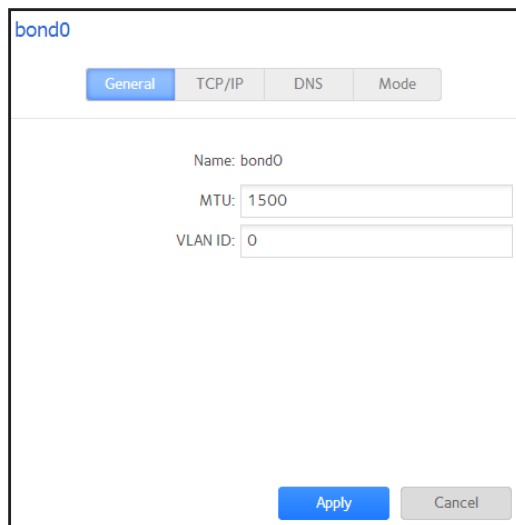 bond0
General TCP/IP DNS Mode
Name: bond0
MTU: 1500
VLAN ID: 0
Apply Cancel